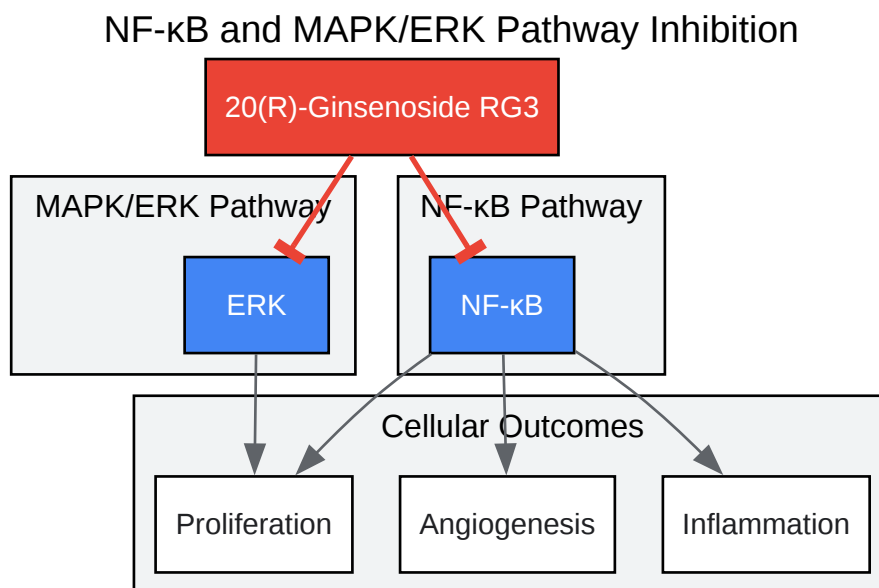 NF-κB and MAPK/ERK Pathway Inhibition
20(R)-Ginsenoside RG3
MAPK/ERK Pathway
NF-κB Pathway
ERK
NF-κB
Cellular Outcomes
Proliferation
Angiogenesis
Inflammation